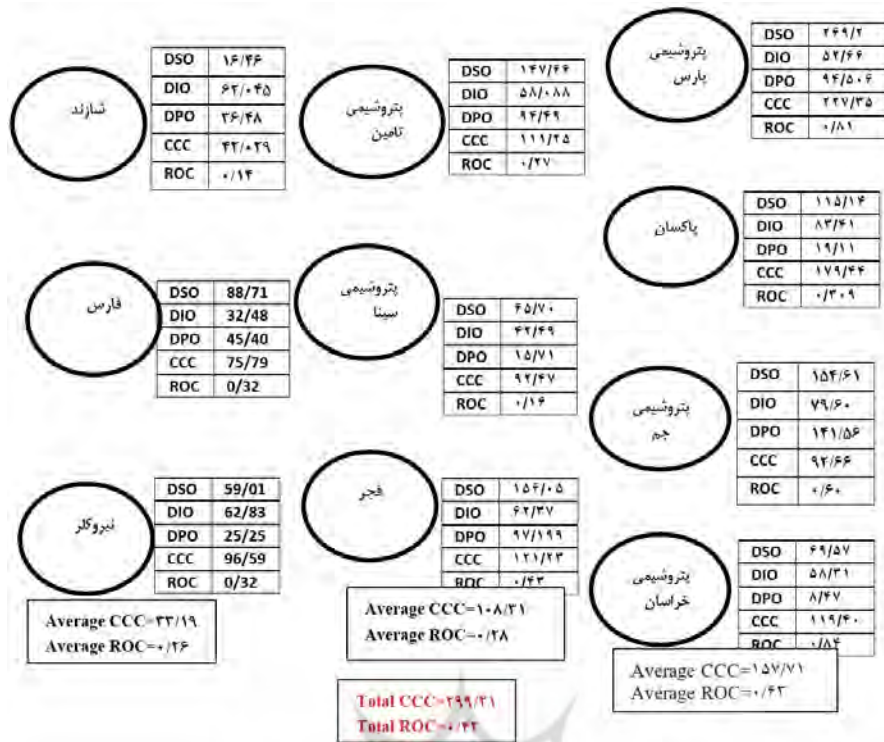 پتروشیمی
پارس
DSO ۲۶۹/۲
DIO ۵۲/۶۶
DPO ۹۴/۵۰۶
CCC ۲۲۷/۳۵
ROC ۰/۸۱
پتروشیمی
تامین
DSO ۱۴۷/۶۶
DIO ۵۸/۰۸۸
DPO ۹۴/۴۹
CCC ۱۱۱/۲۵
ROC ۰/۲۷
شازند
DSO ۱۶/۴۶
DIO ۶۲/۰۴۵
DPO ۳۶/۴۸
CCC ۴۲/۰۲۹
ROC ۰/۱۴
پاکسان
DSO ۱۱۵/۱۴
DIO ۸۳/۴۱
DPO ۱۹/۱۱
CCC ۱۷۹/۴۴
ROC ۰/۳۰۹
پتروشیمی
سینا
DSO ۶۵/۷۰
DIO ۴۲/۴۹
DPO ۱۵/۷۱
CCC ۹۲/۴۷
ROC ۰/۱۶
فارس
DSO 88/71
DIO 32/48
DPO 45/40
CCC 75/79
ROC 0/32
پتروشیمی
جم
DSO ۱۵۴/۶۱
DIO ۷۹/۶۰
DPO ۱۴۱/۵۶
CCC ۹۲/۶۶
ROC ۰/۶۰
فجر
DSO ۱۵۶/۰۵
DIO ۶۲/۳۷
DPO ۹۷/۱۹۹
CCC ۱۲۱/۲۳
ROC ۰/۴۳
نیروکلر
DSO 59/01
DIO 62/83
DPO 25/25
CCC 96/59
ROC 0/32
پتروشیمی
خراسان
DSO ۶۹/۵۷
DIO ۵۸/۳۱
DPO ۸/۴۷
CCC ۱۱۹/۴۰
ROC ۰/۸۴
Average CCC=۱۵۷/۷۱
Average ROC=۰/۶۳
Average CCC=۱۰۸/۳۱
Average ROC=۰/۲۸
Average CCC=۳۳/۱۹
Average ROC=۰/۲۶
Total CCC=۲۹۹/۲۱
Total ROC=۰/۴۲